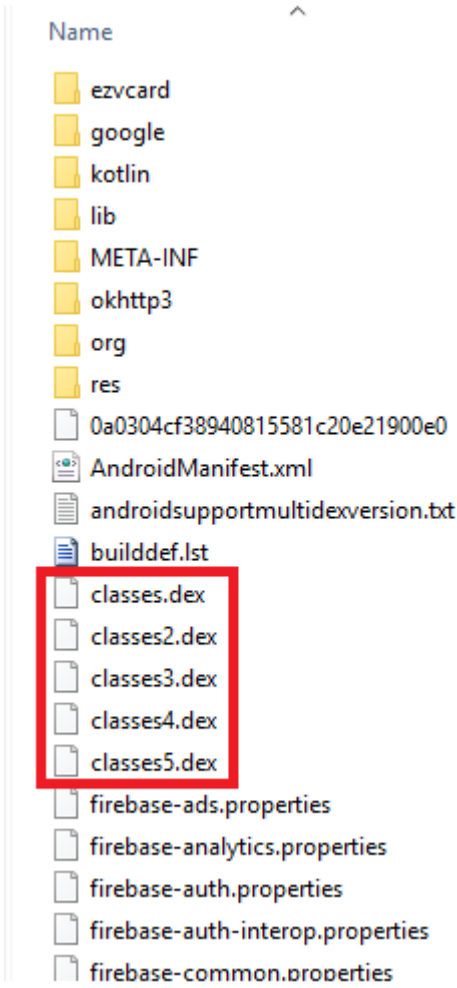 Name
ezvcard
google
kotlin
lib
META-INF
okhttp3
org
res
0a0304cf38940815581c20e21900e0
AndroidManifest.xml
androidsupportmultidexversion.txt
builddef.lst
classes.dex
classes2.dex
classes3.dex
classes4.dex
classes5.dex
firebase-ads.properties
firebase-analytics.properties
firebase-auth.properties
firebase-auth-interop.properties
firebase-common.properties